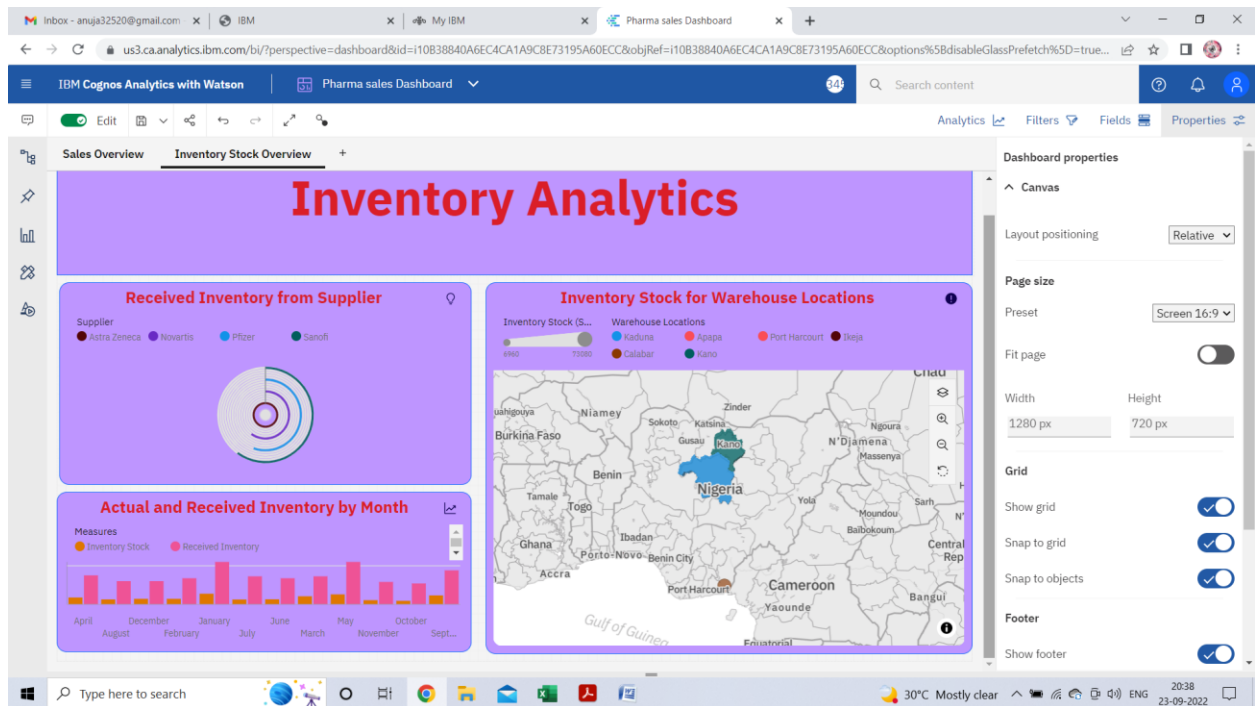 Inbox - anuja32520@gmail.com
IBM
My IBM
Pharma sales Dashboard
us3.ca.analytics.ibm.com/bi/?perspective=dashboard&id=i10B38840A6EC4CA1A9C8E73195A60ECC&objRef=i10B38840A6EC4CA1A9C8E73195A60ECC&options%5BdisableGlassPrefetch%5D=true...
IBM Cognos Analytics with Watson
Pharma sales Dashboard
Search content
Edit
Analytics
Filters
Fields
Properties
Sales Overview
Inventory Stock Overview
Inventory Analytics
Received Inventory from Supplier
Supplier
Astra Zeneca
Novartis
Pfizer
Sanofi
Actual and Received Inventory by Month
Measures
Inventory Stock
Received Inventory
April December January June May October
August February July March November Sept...
Inventory Stock for Warehouse Locations
Inventory Stock (S...
6960 73080
Warehouse Locations
Kaduna Apapa Port Harcourt Ikeja
Calabar Kano
Chad
uahigouya
Niamey
Zinder
Sokoto
Katsina
Ngoura
Burkina Faso
Gusau
Kano
N'Djamena
Massenya
Benin
Nigeria
Tamale
Togo
Yola
Sarh
Moundou
N'
Baïbokoum
Ibadan
Ghana
Central
Porto-Novo
Benin City
Rep
Accra
Port Harcourt
Cameroon
Yaounde
Bangui
Gulf of Guinea
Equatorial
Dashboard properties
Canvas
Layout positioning
Relative
Page size
Preset
Screen 16:9
Fit page
Width Height
1280 px 720 px
Grid
Show grid
Snap to grid
Snap to objects
Footer
Show footer
Type here to search
30°C Mostly clear
ENG
20:38
23-09-2022